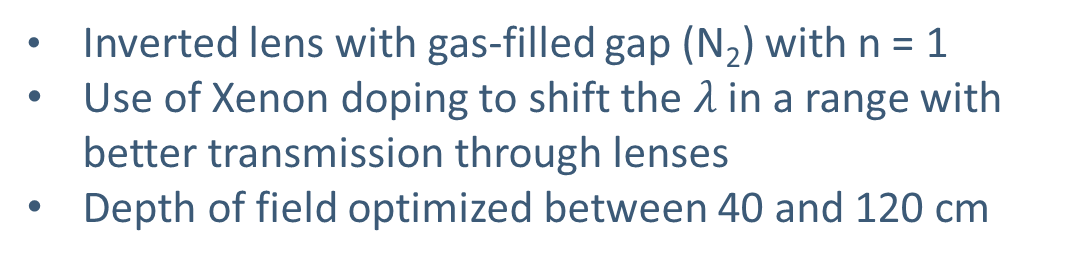 • Inverted lens with gas-filled gap (N₂) with n = 1
• Use of Xenon doping to shift the λ in a range with
better transmission through lenses
• Depth of field optimized between 40 and 120 cm